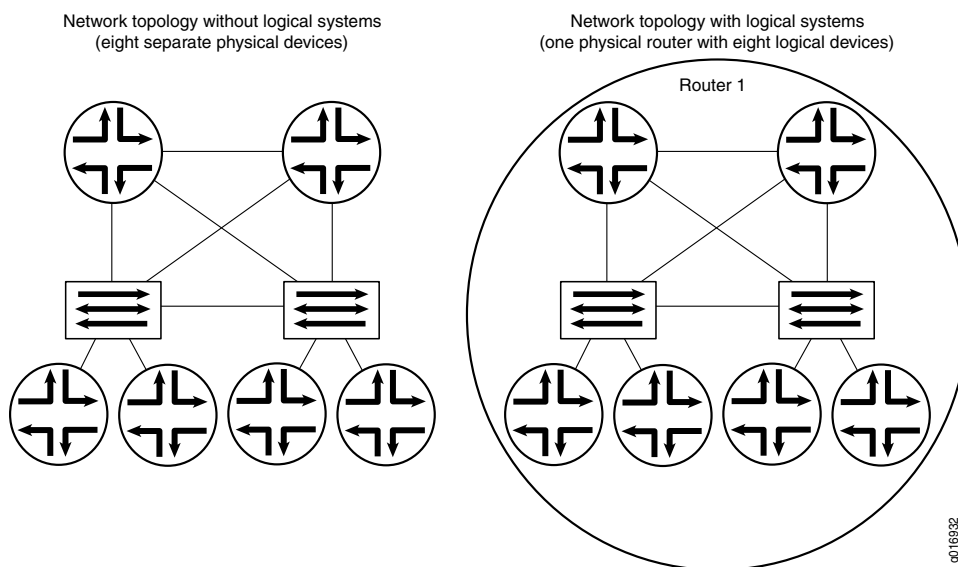 Network topology without logical systems
(eight separate physical devices)
Network topology with logical systems
(one physical router with eight logical devices)
Router 1
g016932